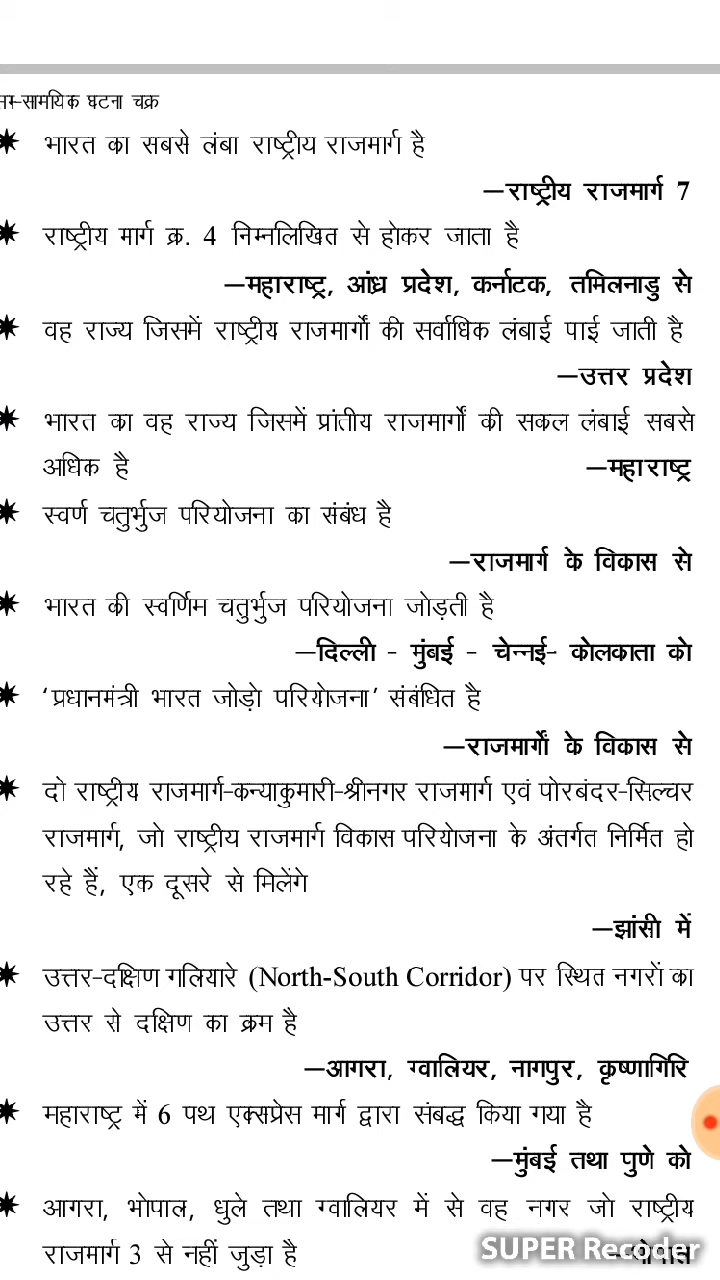 सम-सामयिक घटना चक्र
✷ भारत का सबसे लंबा राष्ट्रीय राजमार्ग है
—राष्ट्रीय राजमार्ग 7
✷ राष्ट्रीय मार्ग क्र. 4 निम्नलिखित से होकर जाता है
—महाराष्ट्र, आंध्र प्रदेश, कर्नाटक, तमिलनाडु से
✷ वह राज्य जिसमें राष्ट्रीय राजमार्गों की सर्वाधिक लंबाई पाई जाती है
—उत्तर प्रदेश
✷ भारत का वह राज्य जिसमें प्रांतीय राजमार्गों की सकल लंबाई सबसे
अधिक है —महाराष्ट्र
✷ स्वर्ण चतुर्भुज परियोजना का संबंध है
—राजमार्ग के विकास से
✷ भारत की स्वर्णिम चतुर्भुज परियोजना जोड़ती है
—दिल्ली - मुंबई - चेन्नई- कोलकाता को
✷ 'प्रधानमंत्री भारत जोड़ो परियोजना' संबंधित है
—राजमार्गों के विकास से
✷ दो राष्ट्रीय राजमार्ग-कन्याकुमारी-श्रीनगर राजमार्ग एवं पोरबंदर-सिल्चर
राजमार्ग, जो राष्ट्रीय राजमार्ग विकास परियोजना के अंतर्गत निर्मित हो
रहे हैं, एक दूसरे से मिलेंगे
—झांसी में
✷ उत्तर-दक्षिण गलियारे (North-South Corridor) पर स्थित नगरों का
उत्तर से दक्षिण का क्रम है
—आगरा, ग्वालियर, नागपुर, कृष्णागिरि
✷ महाराष्ट्र में 6 पथ एक्सप्रेस मार्ग द्वारा संबद्ध किया गया है
—मुंबई तथा पुणे को
✷ आगरा, भोपाल, धुले तथा ग्वालियर में से वह नगर जो राष्ट्रीय
राजमार्ग 3 से नहीं जुड़ा है —भोपाल
SUPER Recoder